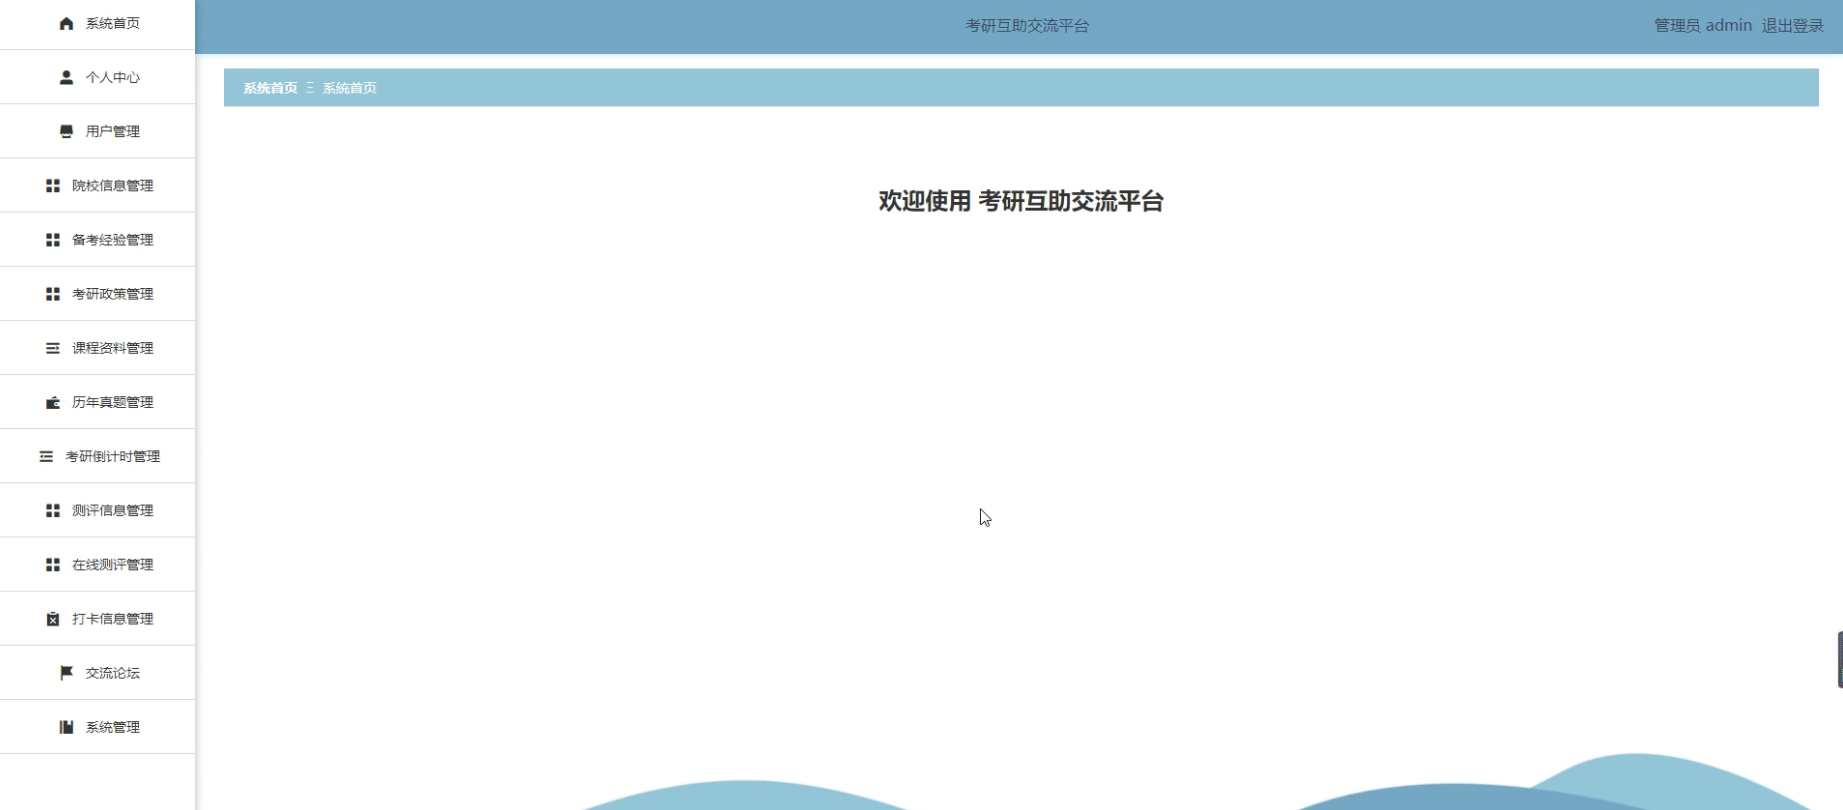 系统首页
个人中心
用户管理
院校信息管理
备考经验管理
考研政策管理
课程资料管理
历年真题管理
考研倒计时管理
测评信息管理
在线测评管理
打卡信息管理
交流论坛
系统管理
考研互助交流平台
管理员 admin 退出登录
系统首页 Ξ 系统首页
欢迎使用 考研互助交流平台